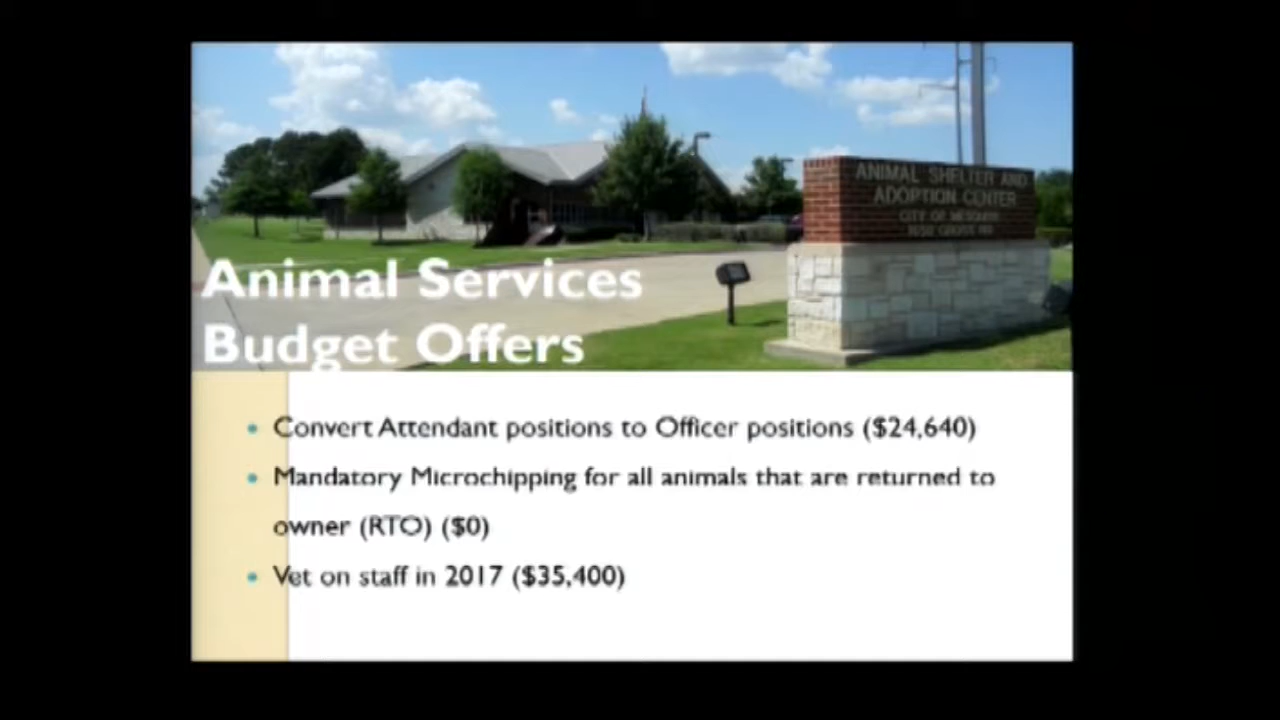 ANIMAL SHELTER AND
ADOPTION CENTER
CITY OF MESQUITE
Animal Services
Budget Offers
• Convert Attendant positions to Officer positions ($24,640)
• Mandatory Microchipping for all animals that are returned to
owner (RTO) ($0)
• Vet on staff in 2017 ($35,400)